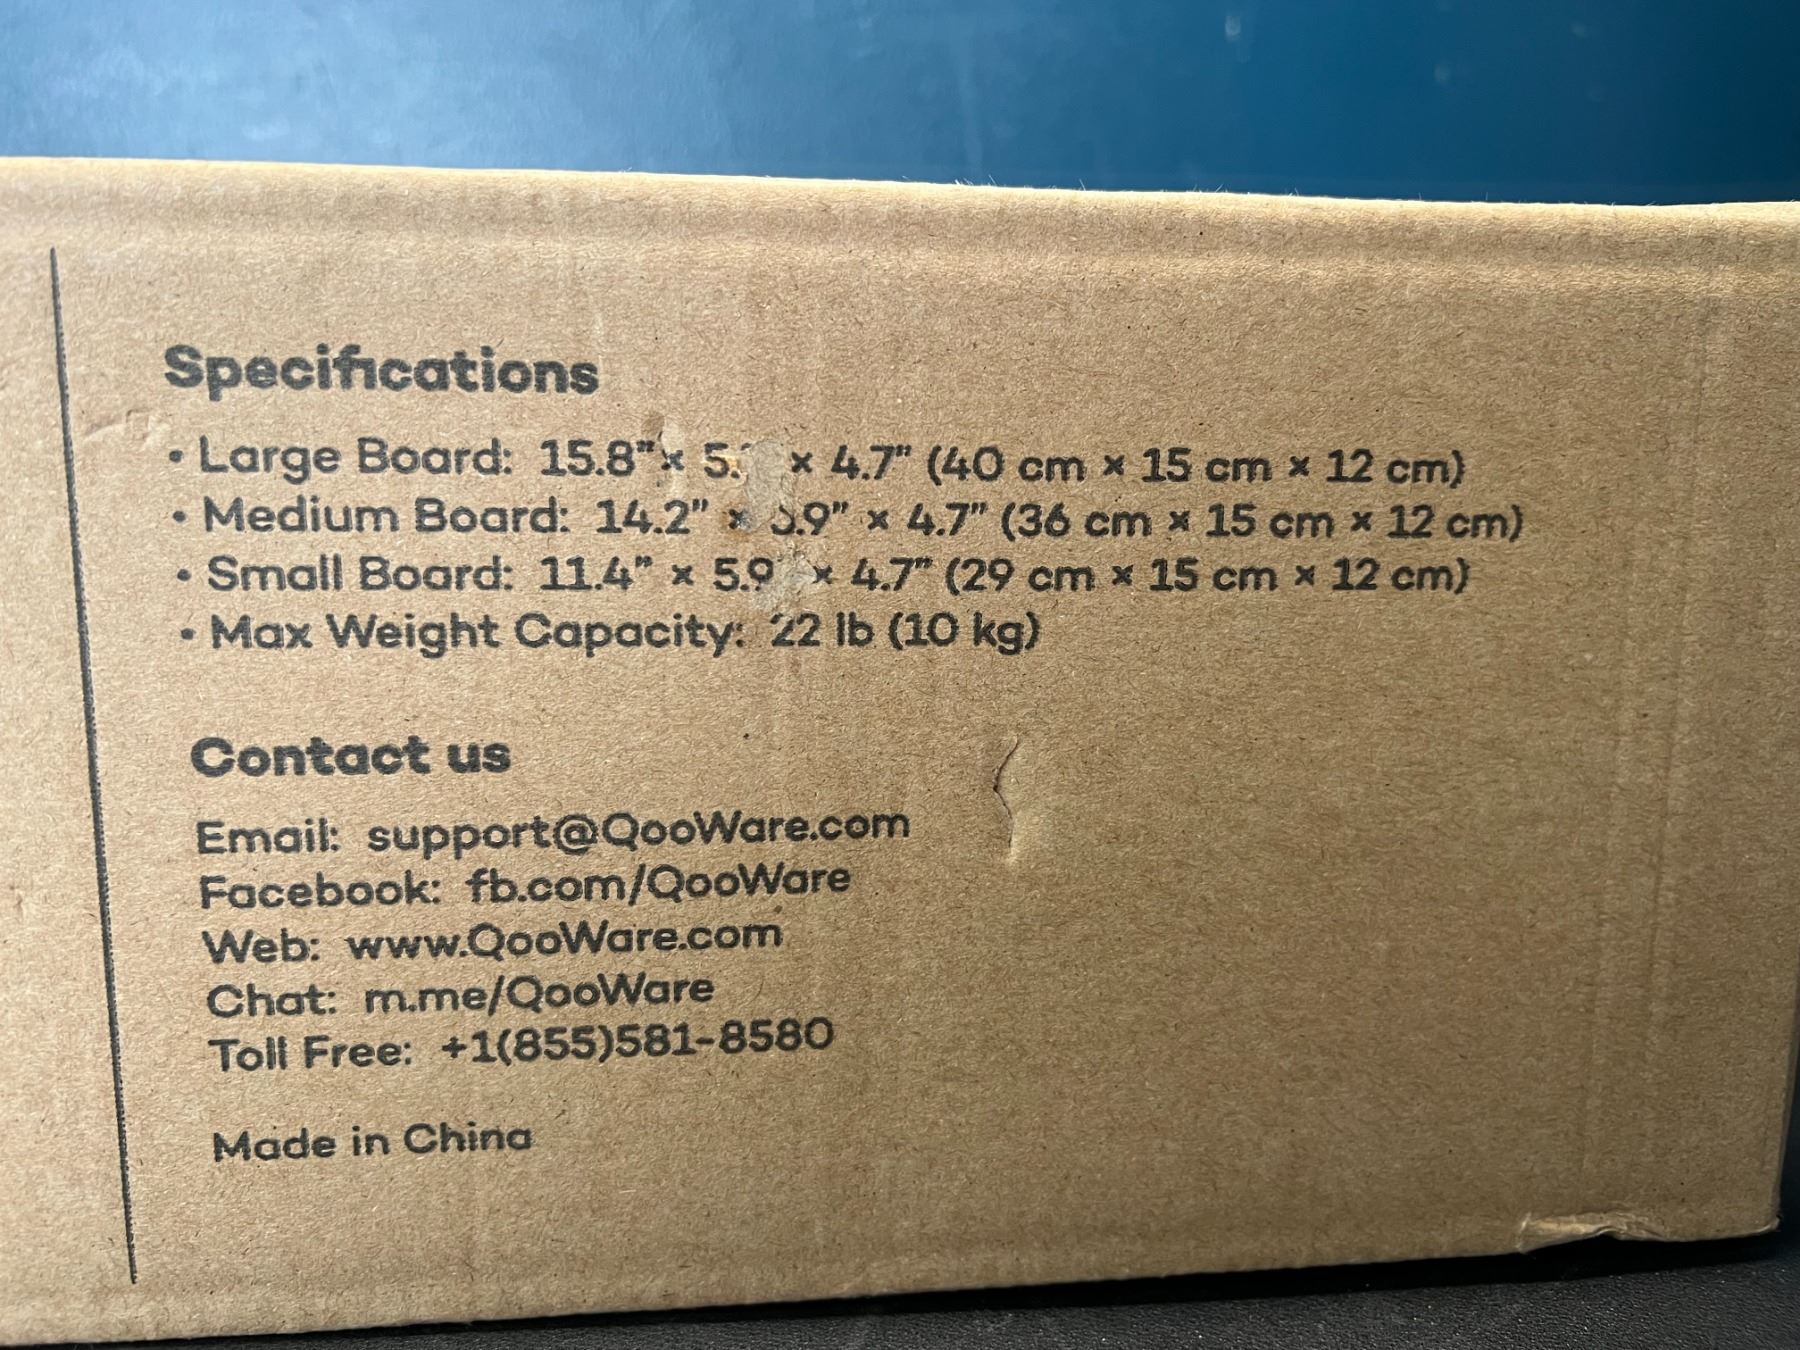 Specifications
• Large Board: 15.8" x x 4.7" (40 cm x 15 cm x 12 cm)
• Medium Board: 14.2" x x 4.7" (36 cm x 15 cm x 12 cm)
• Small Board: 11.4" x 5.9 x 4.7" (29 cm x 15 cm x 12 cm)
• Max Weight Capacity: 22 lb (10 kg)
Contact us
Email: support@QooWare.com
Facebook: fb.com/QooWare
Web: www.QooWare.com
Chat: m.me/QooWare
Toll Free: +1(855)581-8580
Made in China